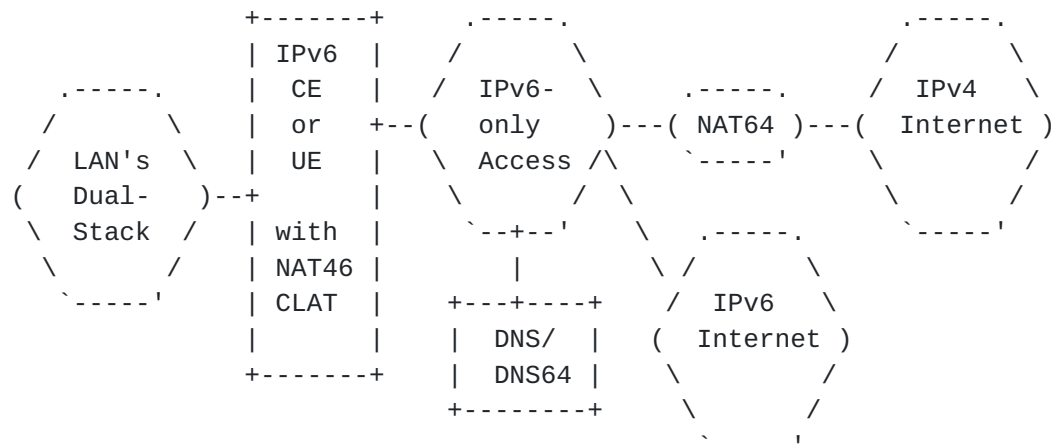 IPv6
CE
or
UE
with
NAT46
CLAT
LAN's
Dual-
Stack
IPv6-
only
Access
NAT64
IPv4
Internet
DNS/
DNS64
IPv6
Internet